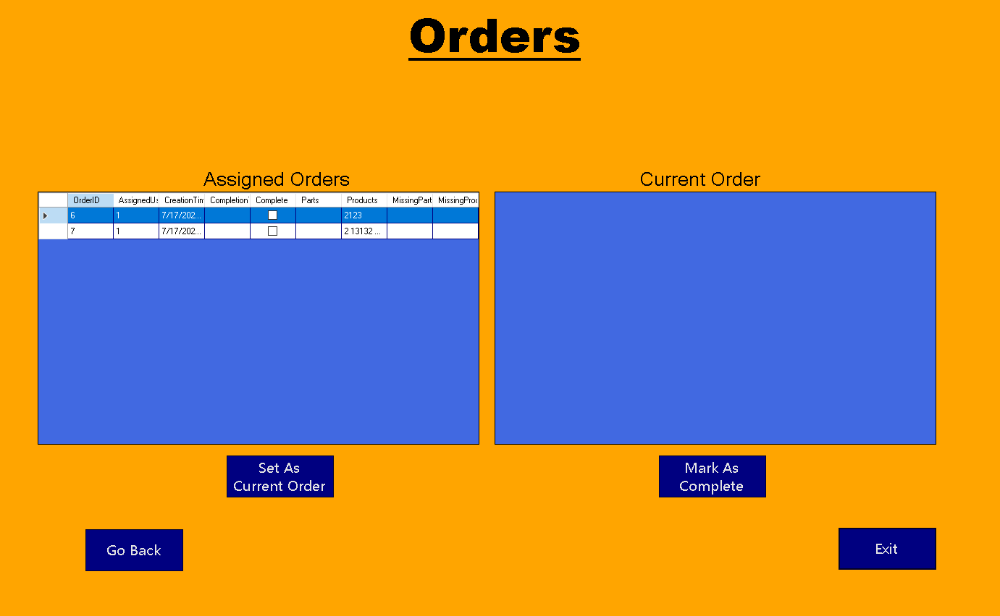 Orders
Assigned Orders
Current Order
OrderID AssignedUs CreationTim Completion Complete Parts Products MissingPart MissingProd
6 1 7/17/202... 2123
7 1 7/17/202... 2 13132 ...
Set As
Current Order
Mark As
Complete
Go Back
Exit